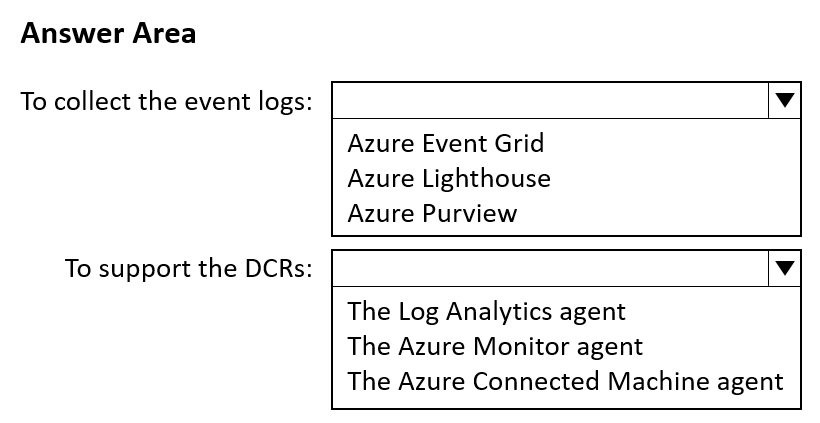 Answer Area
To collect the event logs:
Azure Event Grid
Azure Lighthouse
Azure Purview
To support the DCRs:
The Log Analytics agent
The Azure Monitor agent
The Azure Connected Machine agent